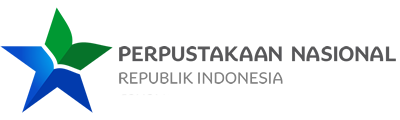 PERPUSTAKAAN NASIONAL
REPUBLIK INDONESIA